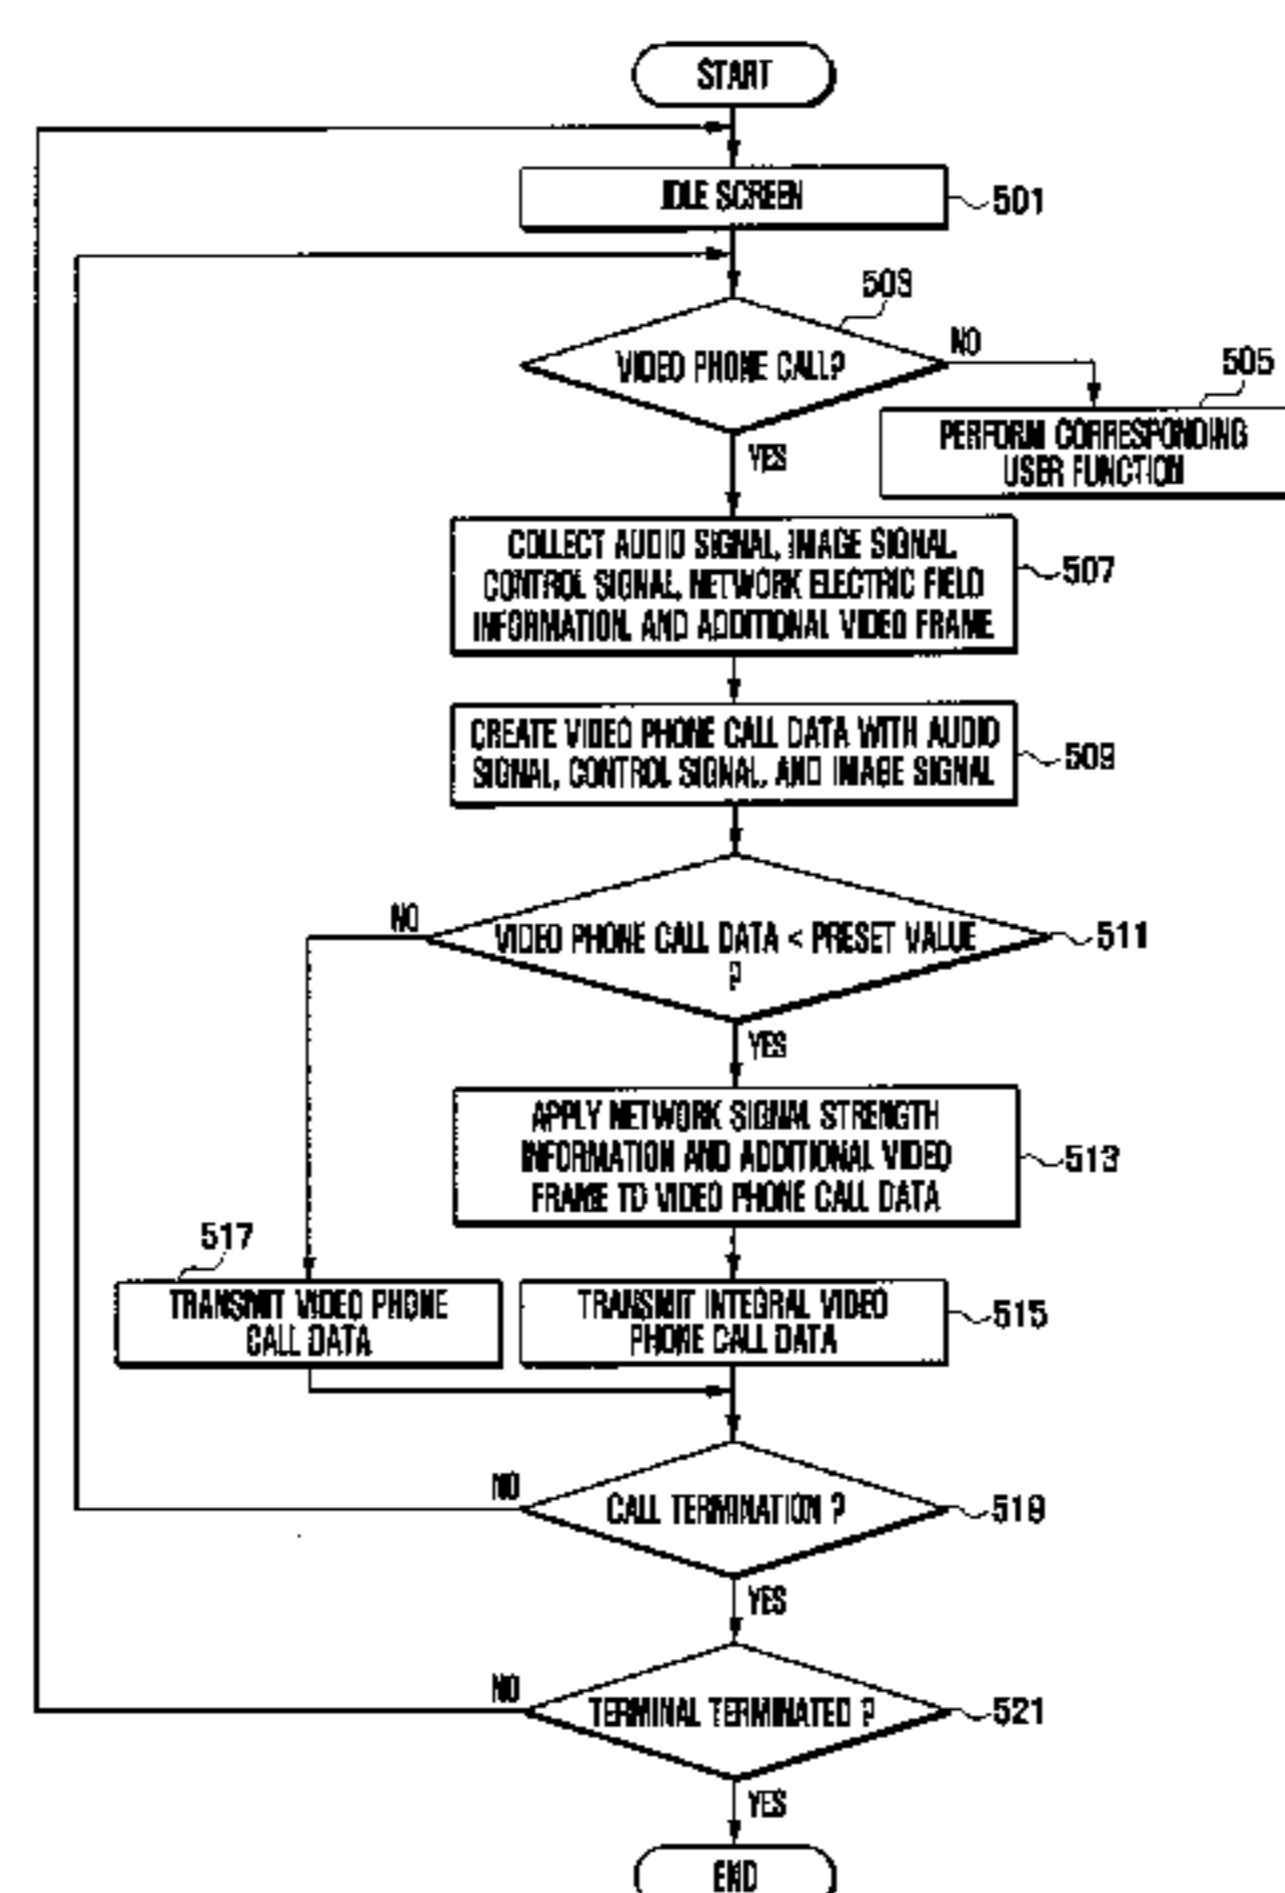 START
IDLE SCREEN
501
503
VIDEO PHONE CALL?
NO
505
PERFORM CORRESPONDING
USER FUNCTION
YES
COLLECT AUDIO SIGNAL, IMAGE SIGNAL,
CONTROL SIGNAL, NETWORK ELECTRIC FIELD
INFORMATION, AND ADDITIONAL VIDEO FRAME
507
CREATE VIDEO PHONE CALL DATA WITH AUDIO
SIGNAL, CONTROL SIGNAL, AND IMAGE SIGNAL
509
NO
VIDEO PHONE CALL DATA < PRESET VALUE
?
511
YES
APPLY NETWORK SIGNAL STRENGTH
INFORMATION AND ADDITIONAL VIDEO
FRAME TO VIDEO PHONE CALL DATA
513
517
TRANSMIT VIDEO PHONE
CALL DATA
TRANSMIT INTEGRAL VIDEO
PHONE CALL DATA
515
NO
CALL TERMINATION ?
519
YES
NO
TERMINAL TERMINATED ?
521
YES
END